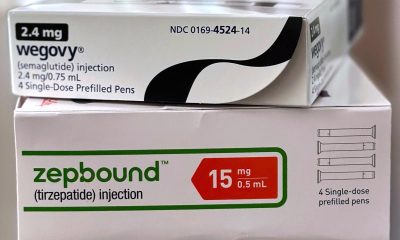 2.4 mg
NDC 0169-4524-14
wegovy®
(semaglutide) injection
2.4 mg/0.75 mL
4 Single-Dose Prefilled Pens
zepbound™
(tirzepatide) injection
15 mg
0.5 mL
4 Single-dose
prefilled pens